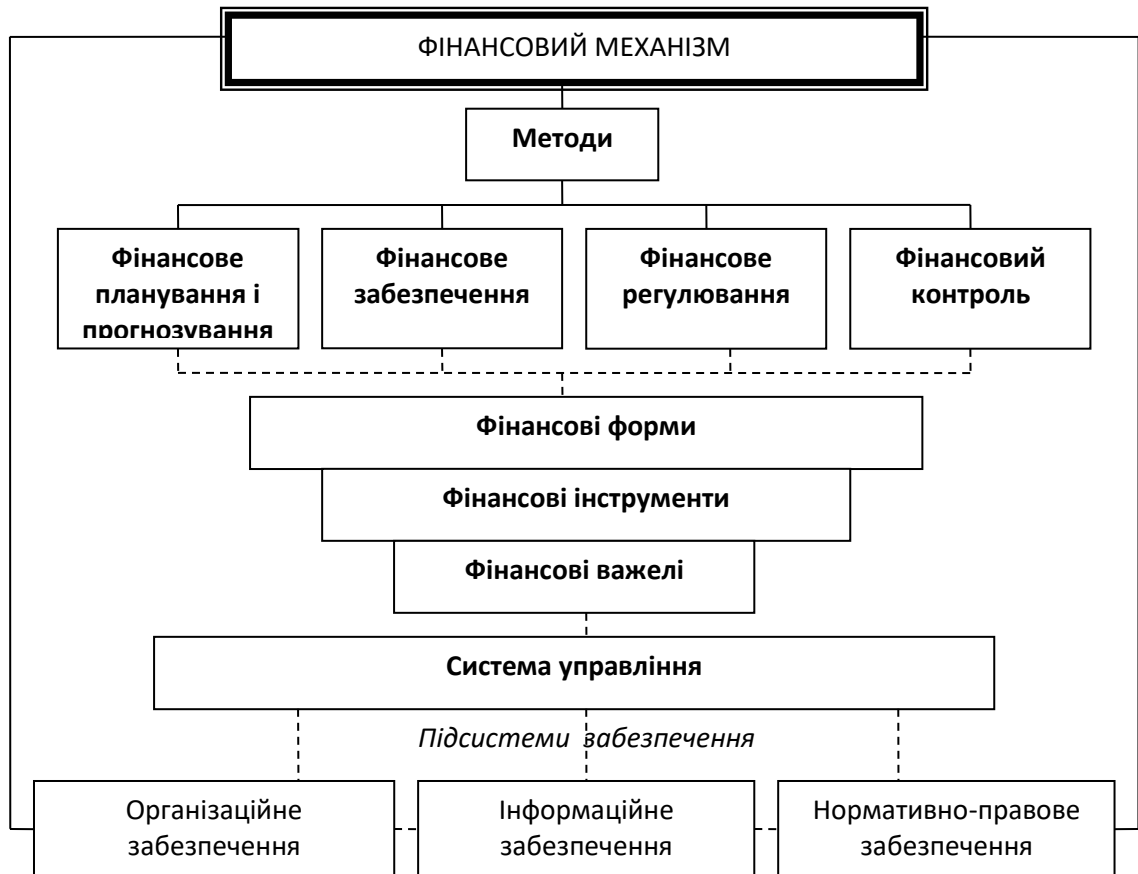 ФІНАНСОВИЙ МЕХАНІЗМ
Методи
Фінансове
планування і
прогнозування
Фінансове
забезпечення
Фінансове
регулювання
Фінансовий
контроль
Фінансові форми
Фінансові інструменти
Фінансові важелі
Система управління
Підсистеми забезпечення
Організаційне
забезпечення
Інформаційне
забезпечення
Нормативно-правове
забезпечення